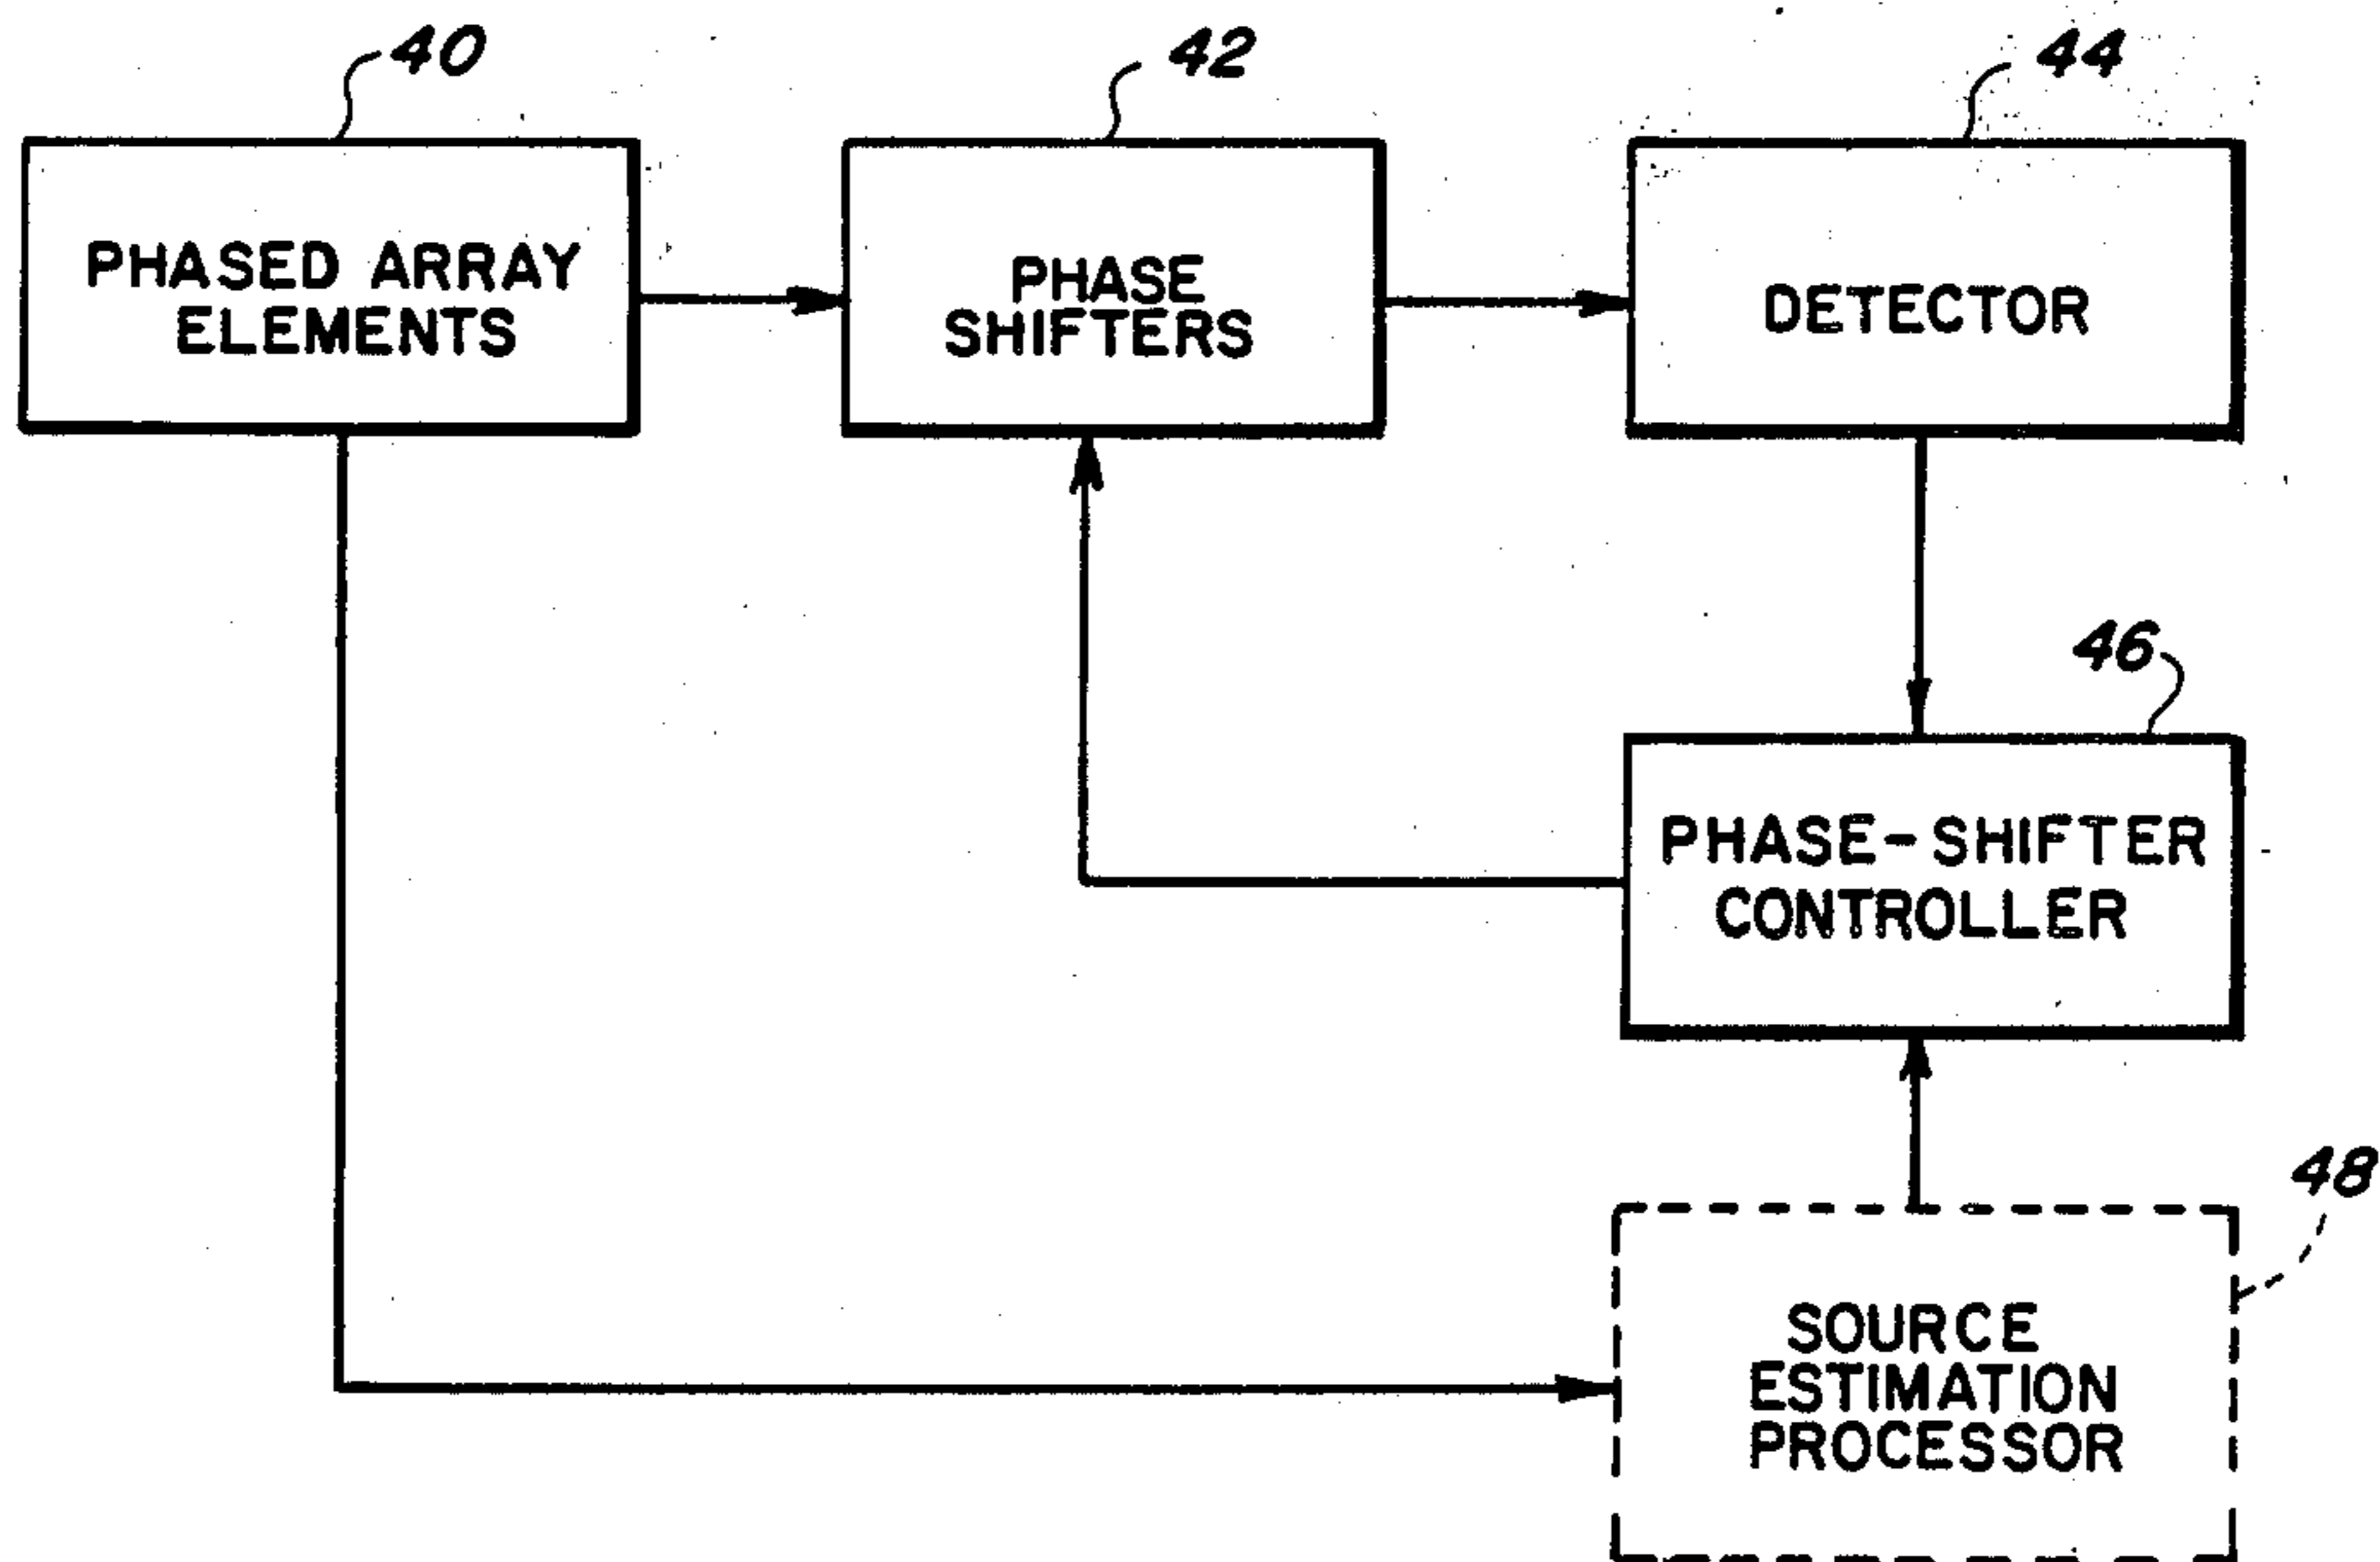 40
42
44
PHASED ARRAY
ELEMENTS
PHASE
SHIFTERS
DETECTOR
46
PHASE-SHIFTER
CONTROLLER
48
SOURCE
ESTIMATION
PROCESSOR